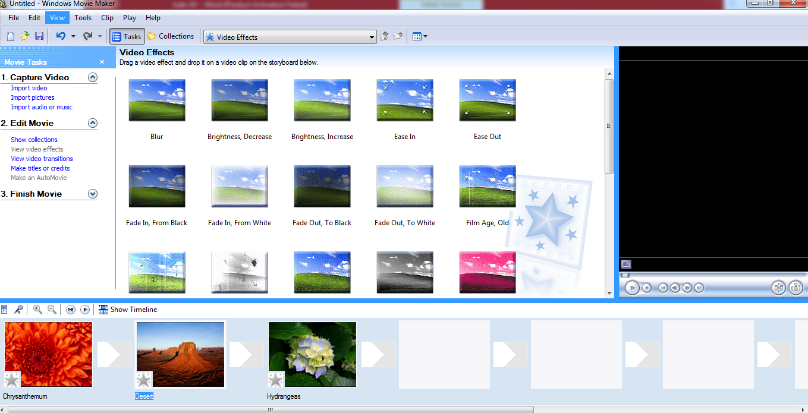 Untitled - Windows Movie Maker
File Edit View Tools Clip Play Help
Tasks Collections Video Effects
Movie Tasks
1. Capture Video
Import video
Import pictures
Import audio or music
2. Edit Movie
Show collections
View video effects
View video transitions
Make titles or credits
Make an AutoMovie
3. Finish Movie
Video Effects
Drag a video effect and drop it on a video clip on the storyboard below.
Blur Brightness, Decrease Brightness, Increase Ease In Ease Out
Fade In, From Black Fade In, From White Fade Out, To Black Fade Out, To White Film Age, Old
Show Timeline
Chrysanthemum Desert Hydrangeas